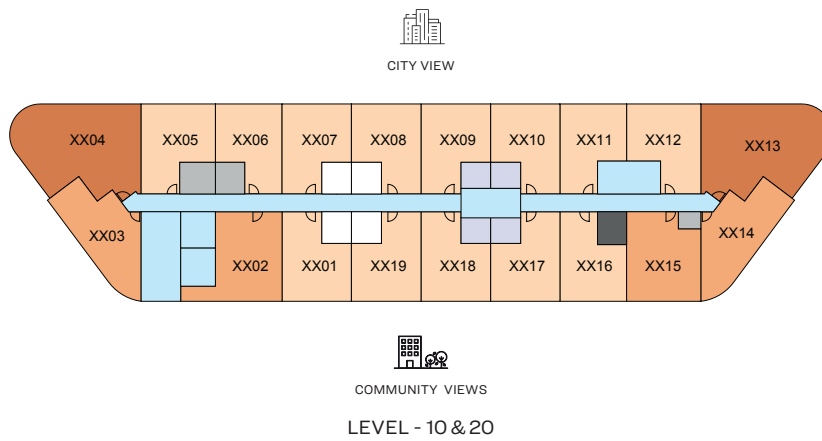 CITY VIEW
XX04
XX05
XX06
XX07
XX08
XX09
XX10
XX11
XX12
XX13
XX03
XX02
XX01
XX19
XX18
XX17
XX16
XX15
XX14
COMMUNITY VIEWS
LEVEL - 10 & 20